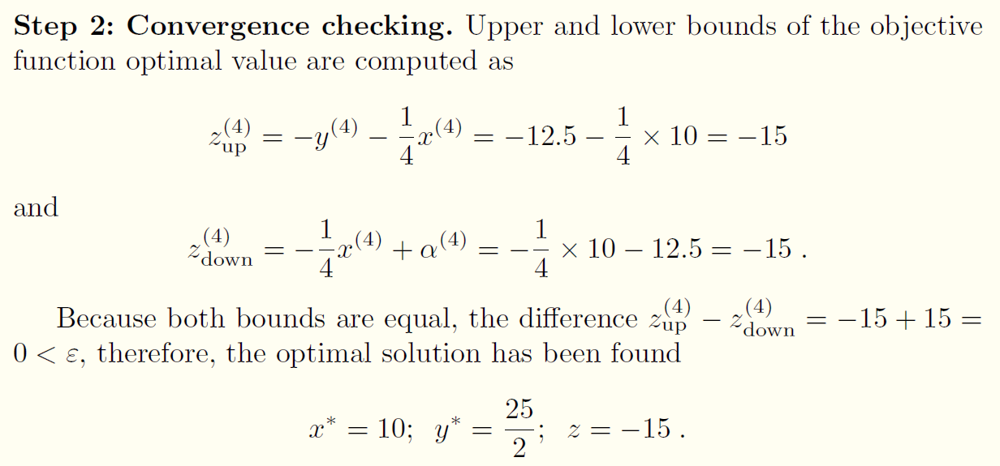 Step 2: Convergence checking. Upper and lower bounds of the objective
function optimal value are computed as
$z_{\text{up}}^{(4)} = -y^{(4)} - \frac{1}{4}x^{(4)} = -12.5 - \frac{1}{4} \times 10 = -15$
and
$z_{\text{down}}^{(4)} = -\frac{1}{4}x^{(4)} + \alpha^{(4)} = -\frac{1}{4} \times 10 - 12.5 = -15 .$
Because both bounds are equal, the difference $z_{\text{up}}^{(4)} - z_{\text{down}}^{(4)} = -15 + 15 =$
$0 < \varepsilon$, therefore, the optimal solution has been found
$x^* = 10; \; y^* = \frac{25}{2}; \; z = -15 .$